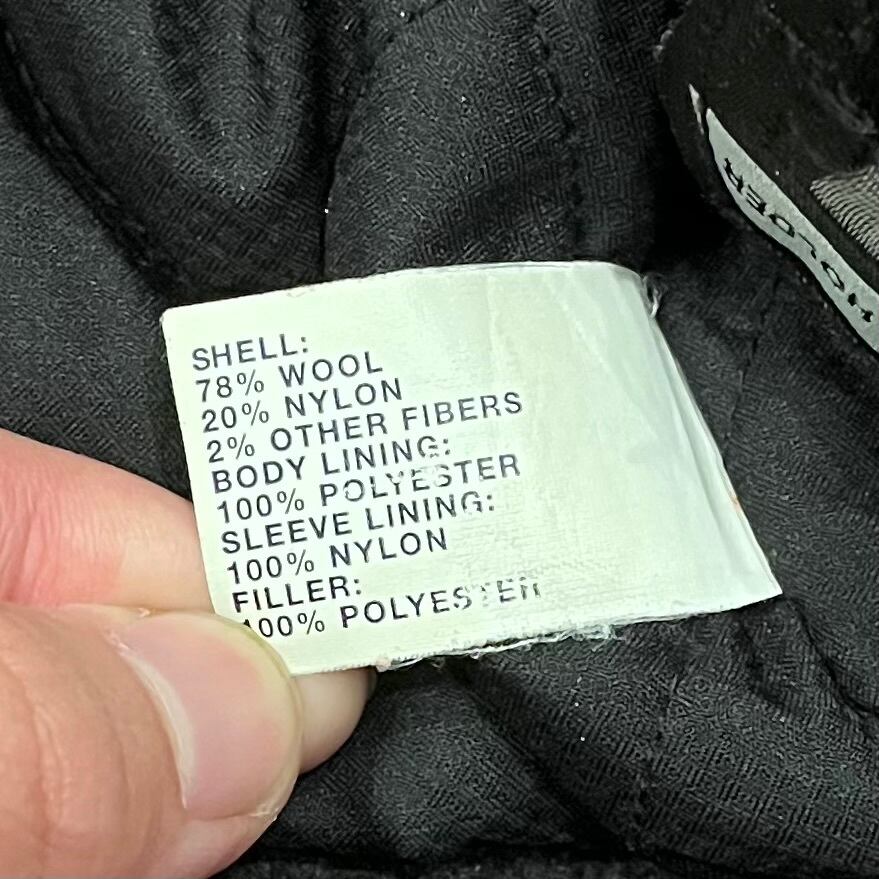 SHELL:
78% WOOL
20% NYLON
2% OTHER FIBERS
BODY LINING:
100% POLYESTER
SLEEVE LINING:
100% NYLON
FILLER:
100% POLYESTER
HOLDER